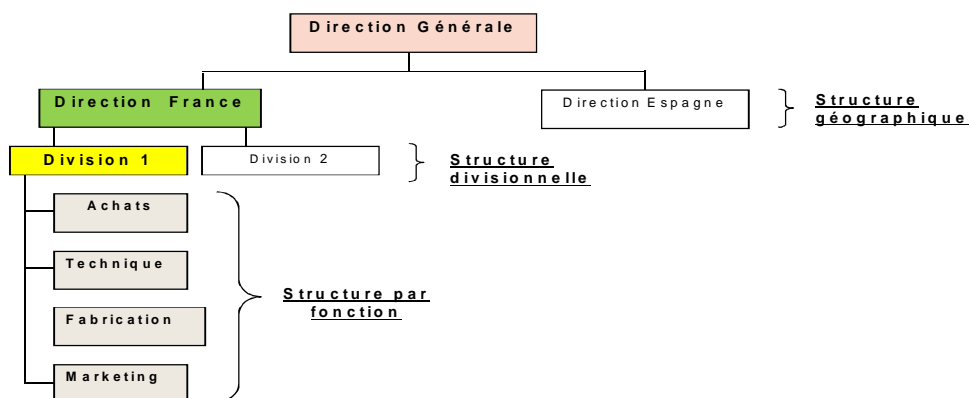 Direction Générale
Direction France
Direction Espagne
Structure
géographique
Division 1
Division 2
Structure
divisionnelle
Achats
Technique
Structure par
fonction
Fabrication
Marketing